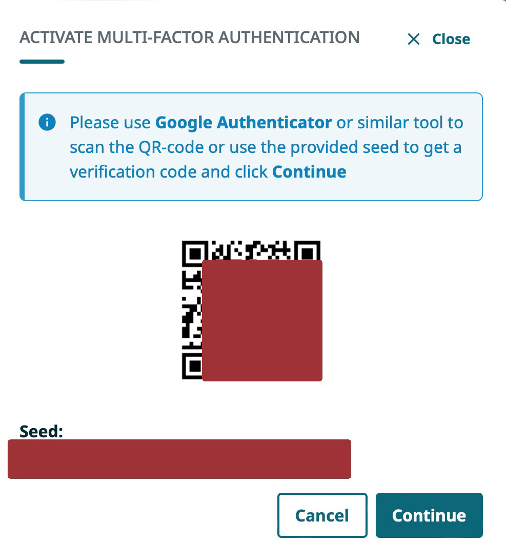 ACTIVATE MULTI-FACTOR AUTHENTICATION
Close
Please use Google Authenticator or similar tool to
scan the QR-code or use the provided seed to get a
verification code and click Continue
Seed:
Cancel
Continue